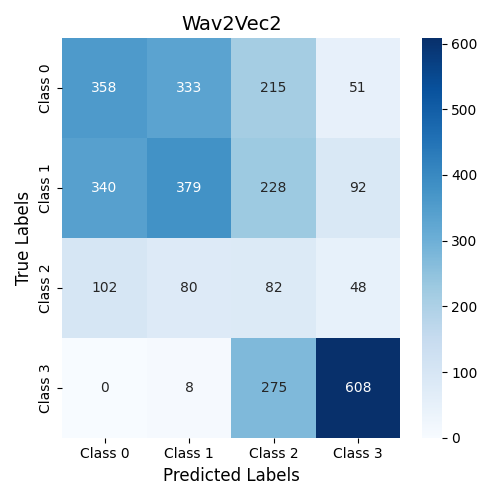 Wav2Vec2
Class 0
358 333 215 51
Class 1
340 379 228 92
Class 2
102 80 82 48
Class 3
0 8 275 608
Class 0 Class 1 Class 2 Class 3
Predicted Labels
True Labels
600
500
400
300
200
100
0